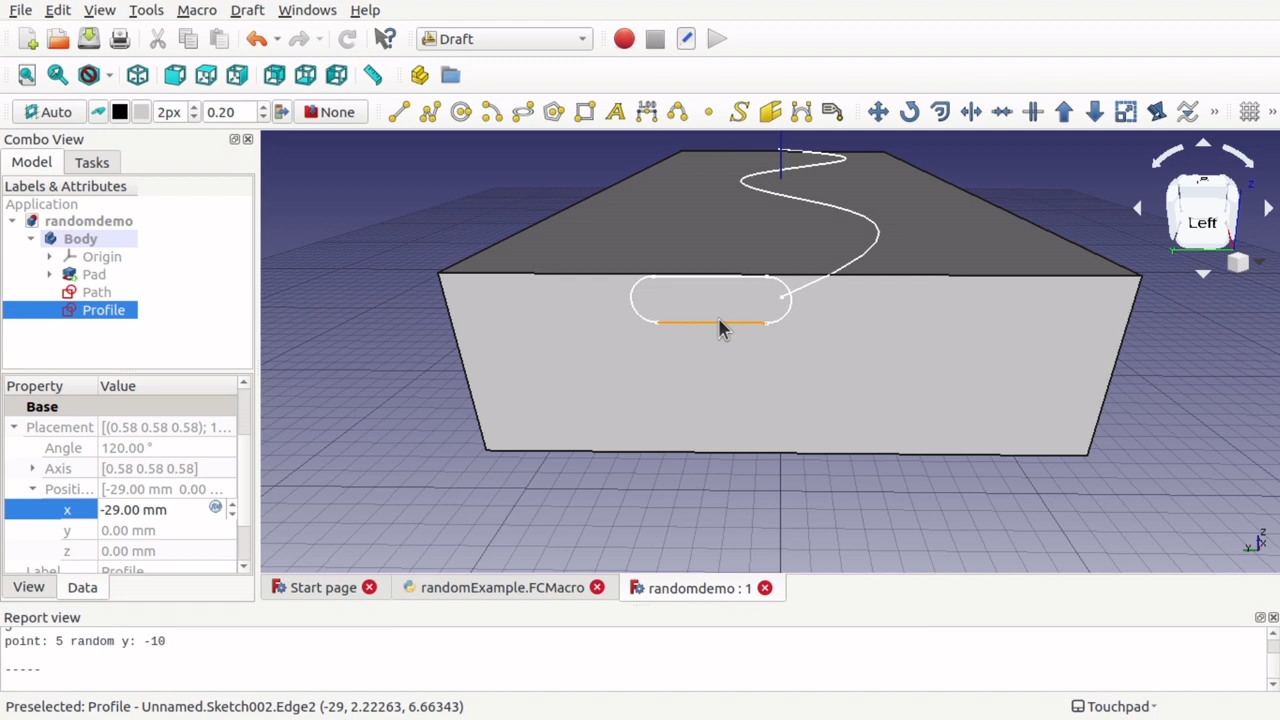 File Edit View Tools Macro Draft Windows Help
Draft
Auto 2px 0.20 None
Combo View
Model Tasks
Labels & Attributes
Application
randomdemo
Body
Origin
Pad
Path
Profile
Left
Property Value
Base
Placement [(0.58 0.58 0.58); 1...
Angle 120.00 °
Axis [0.58 0.58 0.58]
Positi... [-29.00 mm 0.00 ...
x -29.00 mm
y 0.00 mm
z 0.00 mm
Label Profile
View Data
Start page randomExample.FCMacro randomdemo : 1
Report view
point: 5 random y: -10
-----
Preselected: Profile - Unnamed.Sketch002.Edge2 (-29, 2.22263, 6.66343) Touchpad